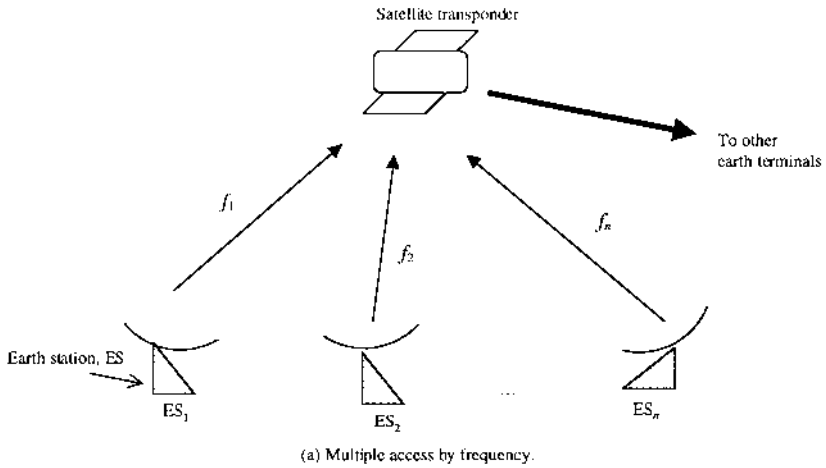 Satellite transponder
To other
earth terminals
f1
f2
fn
Earth station, ES
ES1
ES2
...
ESn
(a) Multiple access by frequency.